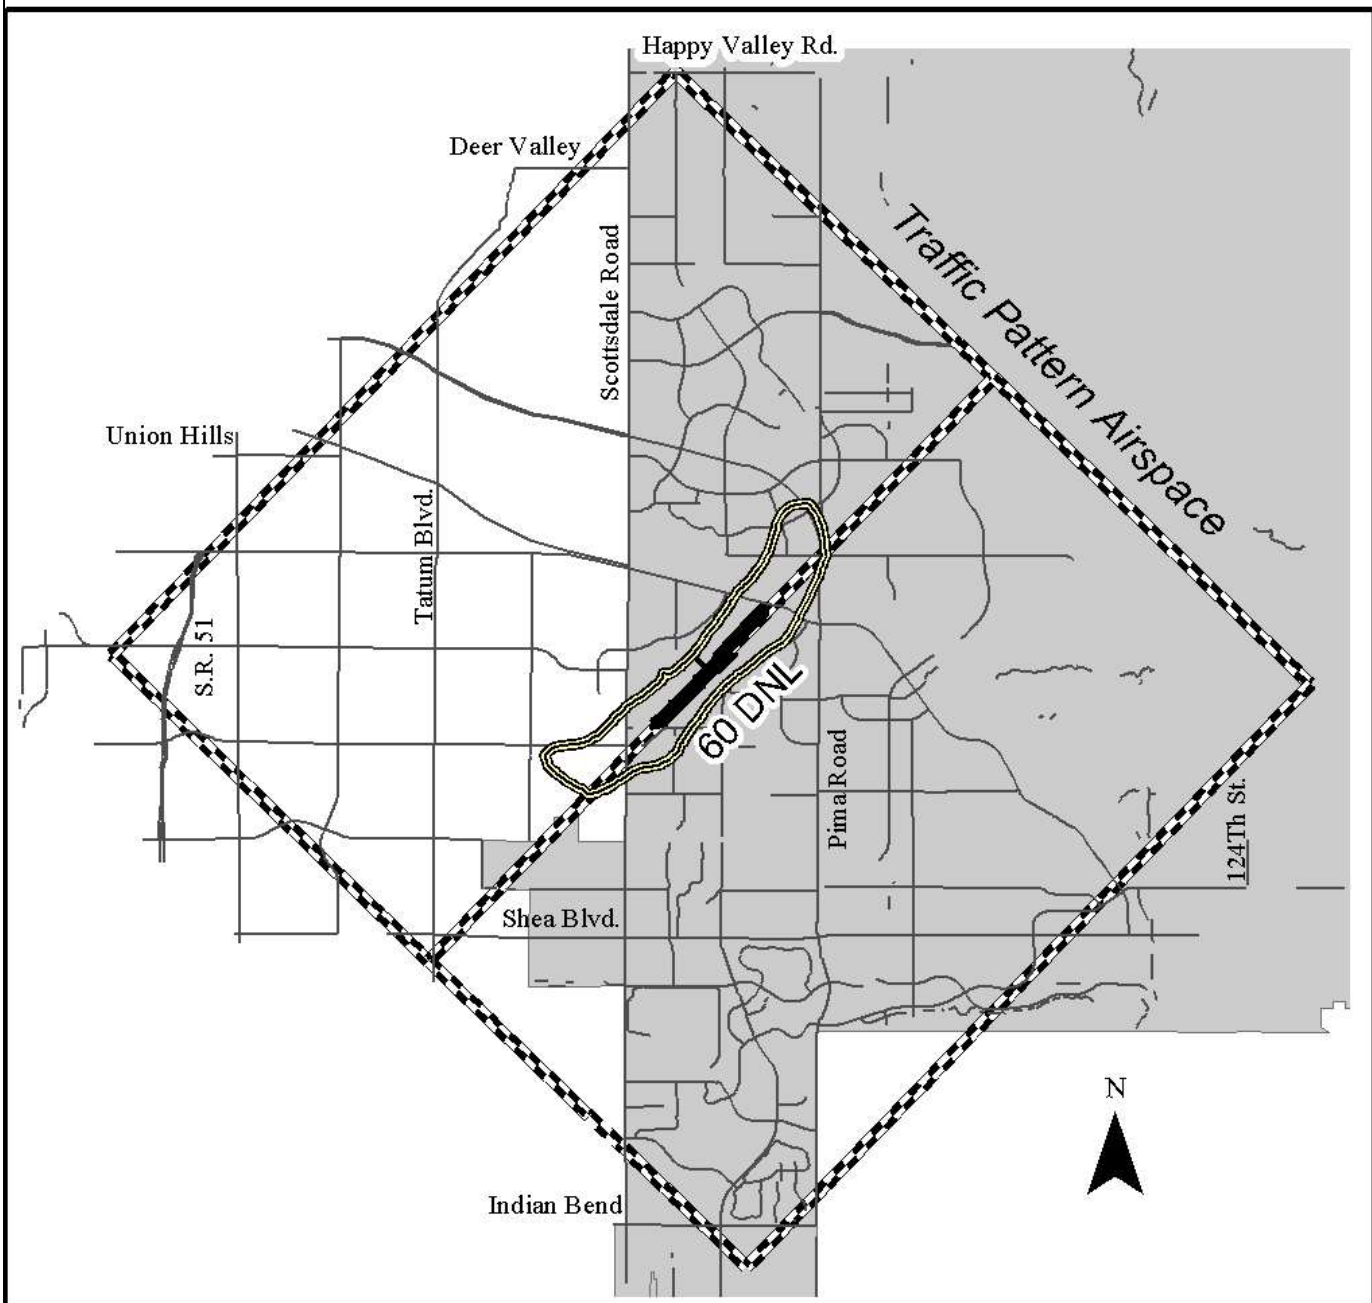 Happy Valley Rd.
Deer Valley
Traffic Pattern Airspace
Scottsdale Road
Union Hills
Tatum Blvd.
S.R. 51
60 DNL
Pima Road
124Th St.
Shea Blvd.
N
Indian Bend